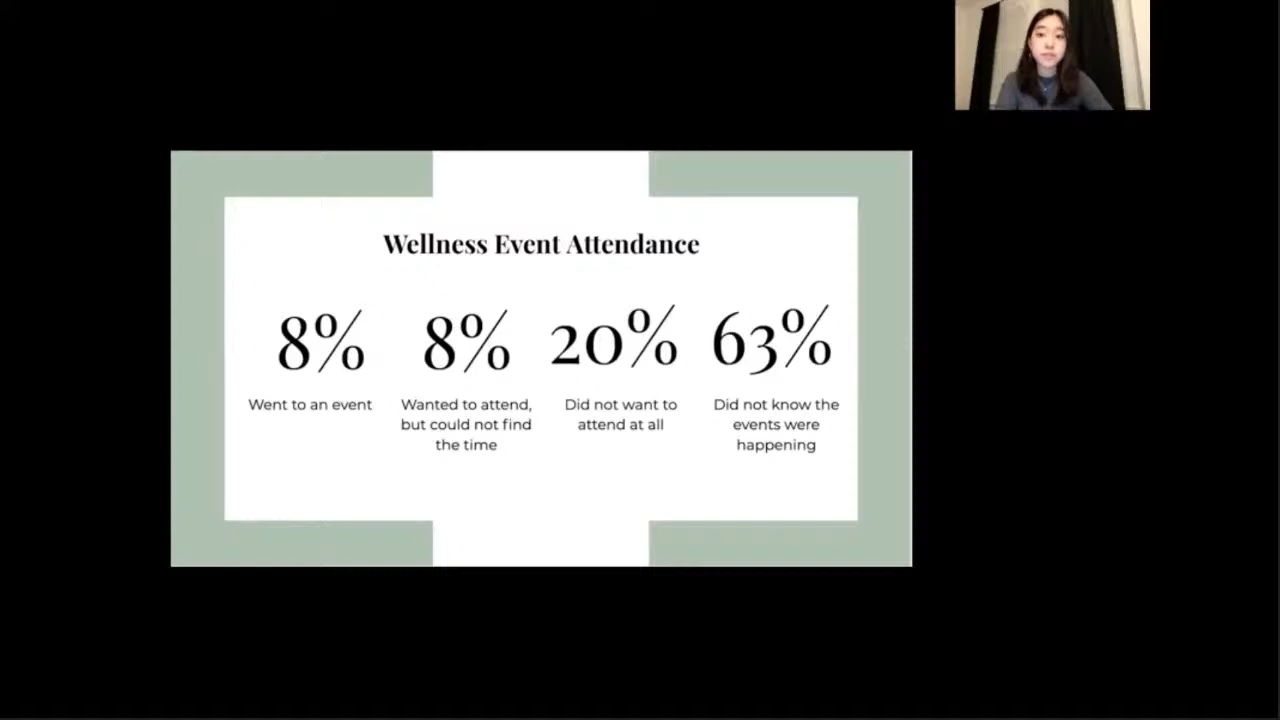 Wellness Event Attendance
8%
8%
20%
63%
Went to an event
Wanted to attend,
but could not find
the time
Did not want to
attend at all
Did not know the
events were
happening